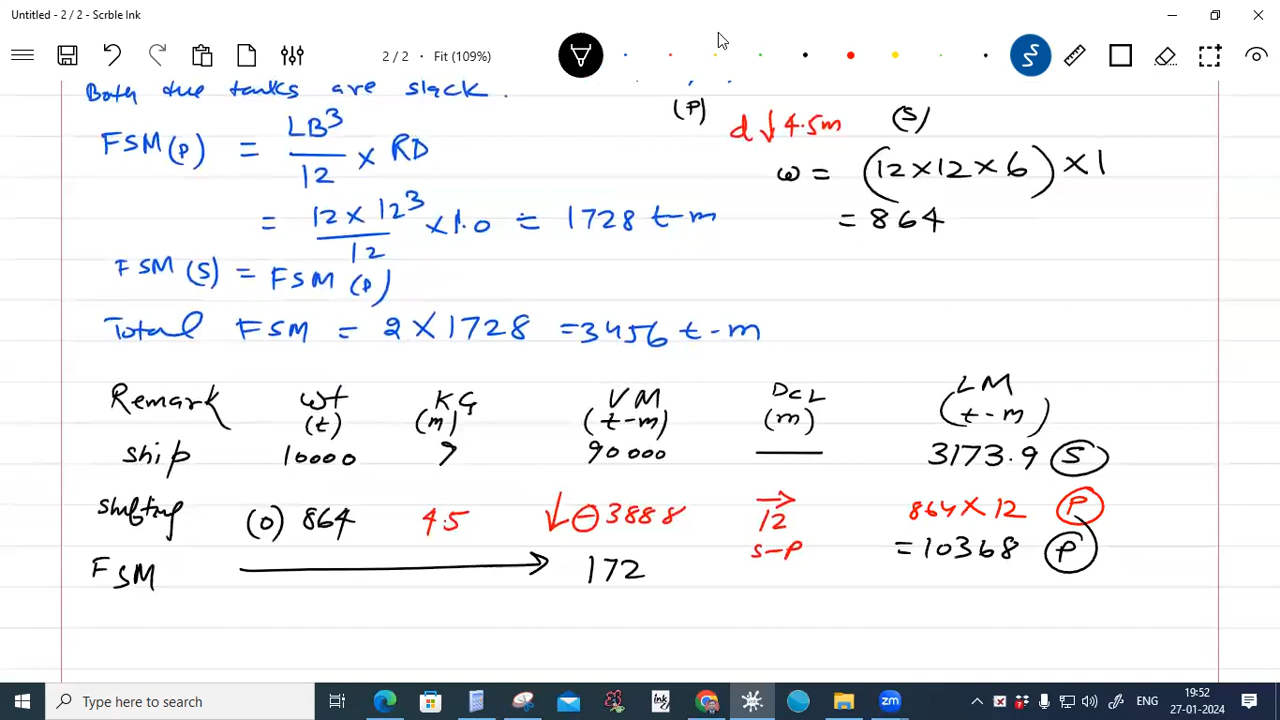 Untitled - 2 / 2 - Scrble Ink
2 / 2 · Fit (109%)
Both the tanks are slack.
(P)
d ↓ 4.5m (S)
FSM(P) = LB³/12 × RD
w = (12×12×6)×1
= 864
= 12 × 12³/12 × 1.0 = 1728 t-m
FSM (S) = FSM (P)
Total FSM = 2 × 1728 = 3456 t-m
Remark Wt (t) KG (m) VM (t-m) DCL (m) LM (t-m)
Ship 10000 9 90000 — 3173.9 (S)
Shifting (0) 864 4.5 ↓ ⊖ 3888 → 12 S-P 864×12 (P)
= 10368 (P)
FSM → 172
Type here to search
ENG
19:52
27-01-2024